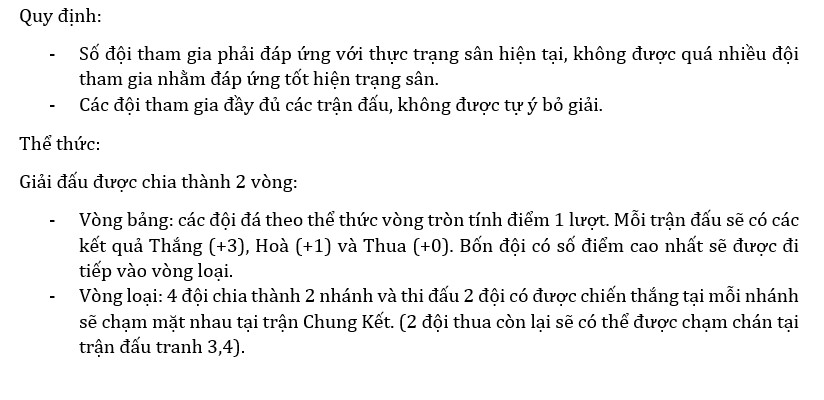 Quy định:
- Số đội tham gia phải đáp ứng với thực trạng sân hiện tại, không được quá nhiều đội
tham gia nhằm đáp ứng tốt hiện trạng sân.
- Các đội tham gia đầy đủ các trận đấu, không được tự ý bỏ giải.
Thể thức:
Giải đấu được chia thành 2 vòng:
- Vòng bảng: các đội đá theo thể thức vòng tròn tính điểm 1 lượt. Mỗi trận đấu sẽ có các
kết quả Thắng (+3), Hoà (+1) và Thua (+0). Bốn đội có số điểm cao nhất sẽ được đi
tiếp vào vòng loại.
- Vòng loại: 4 đội chia thành 2 nhánh và thi đấu 2 đội có được chiến thắng tại mỗi nhánh
sẽ chạm mặt nhau tại trận Chung Kết. (2 đội thua còn lại sẽ có thể được chạm chán tại
trận đấu tranh 3,4).